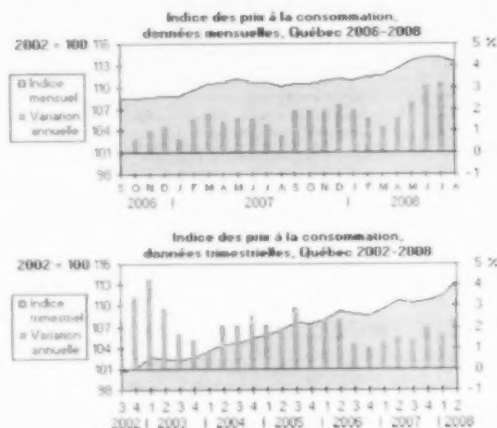 Indice des prix à la consommation,
données mensuelles, Québec 2006-2008
2002 = 100
116
113
110
107
104
101
98
Indice
mensuel
Variation
annuelle
5 %
4
3
2
1
0
-1
S O N D J F M A M J J A S O N D J F M A M J J A
2006 2007 2008
Indice des prix à la consommation,
données trimestrielles, Québec 2002-2008
2002 = 100
116
113
110
107
104
101
98
Indice
trimestriel
Variation
annuelle
5 %
4
3
2
1
0
-1
3 4 1 2 3 4 1 2 3 4 1 2 3 4 1 2 3 4 1 2 3 4 1 2
2002 2003 2004 2005 2006 2007 2008